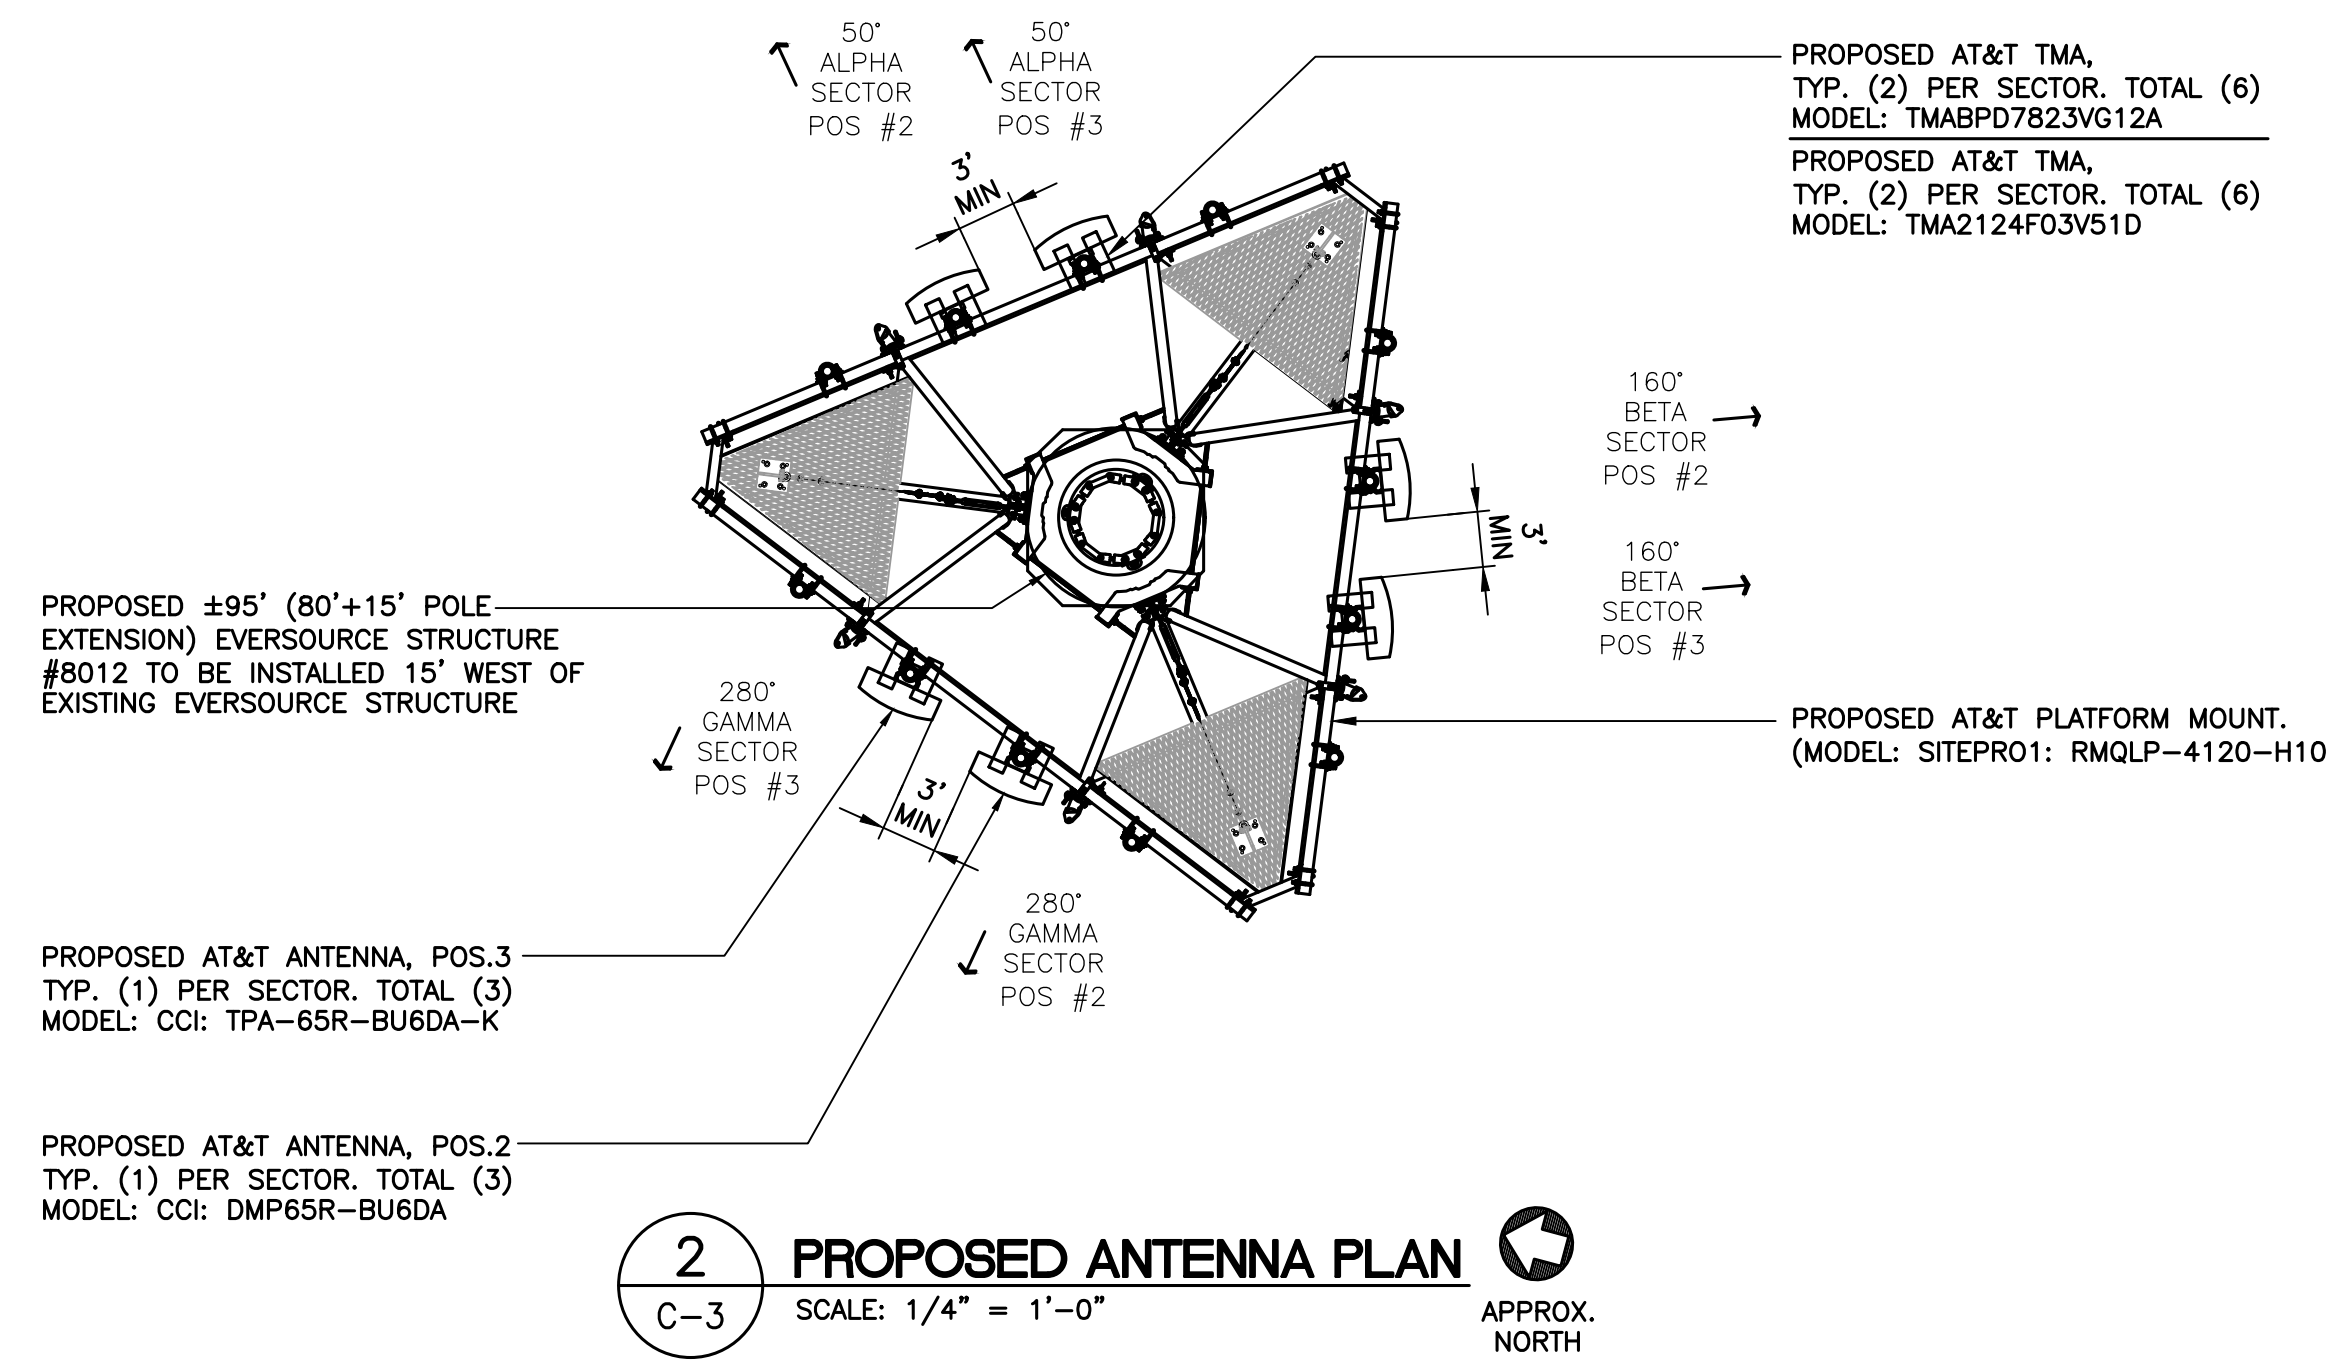 50°
ALPHA
SECTOR
POS #2
50°
ALPHA
SECTOR
POS #3
PROPOSED AT&T TMA,
TYP. (2) PER SECTOR. TOTAL (6)
MODEL: TMABPD7823VG12A
PROPOSED AT&T TMA,
TYP. (2) PER SECTOR. TOTAL (6)
MODEL: TMA2124F03V51D
3'
MIN
160°
BETA
SECTOR
POS #2
3'
MIN
160°
BETA
SECTOR
POS #3
PROPOSED ±95' (80'+15' POLE
EXTENSION) EVERSOURCE STRUCTURE
#8012 TO BE INSTALLED 15' WEST OF
EXISTING EVERSOURCE STRUCTURE
280°
GAMMA
SECTOR
POS #3
PROPOSED AT&T PLATFORM MOUNT.
(MODEL: SITEPRO1: RMQLP-4120-H10
3'
MIN
280°
GAMMA
SECTOR
POS #2
PROPOSED AT&T ANTENNA, POS.3
TYP. (1) PER SECTOR. TOTAL (3)
MODEL: CCI: TPA-65R-BU6DA-K
PROPOSED AT&T ANTENNA, POS.2
TYP. (1) PER SECTOR. TOTAL (3)
MODEL: CCI: DMP65R-BU6DA
2
C-3
PROPOSED ANTENNA PLAN
SCALE: 1/4" = 1'-0"
APPROX.
NORTH